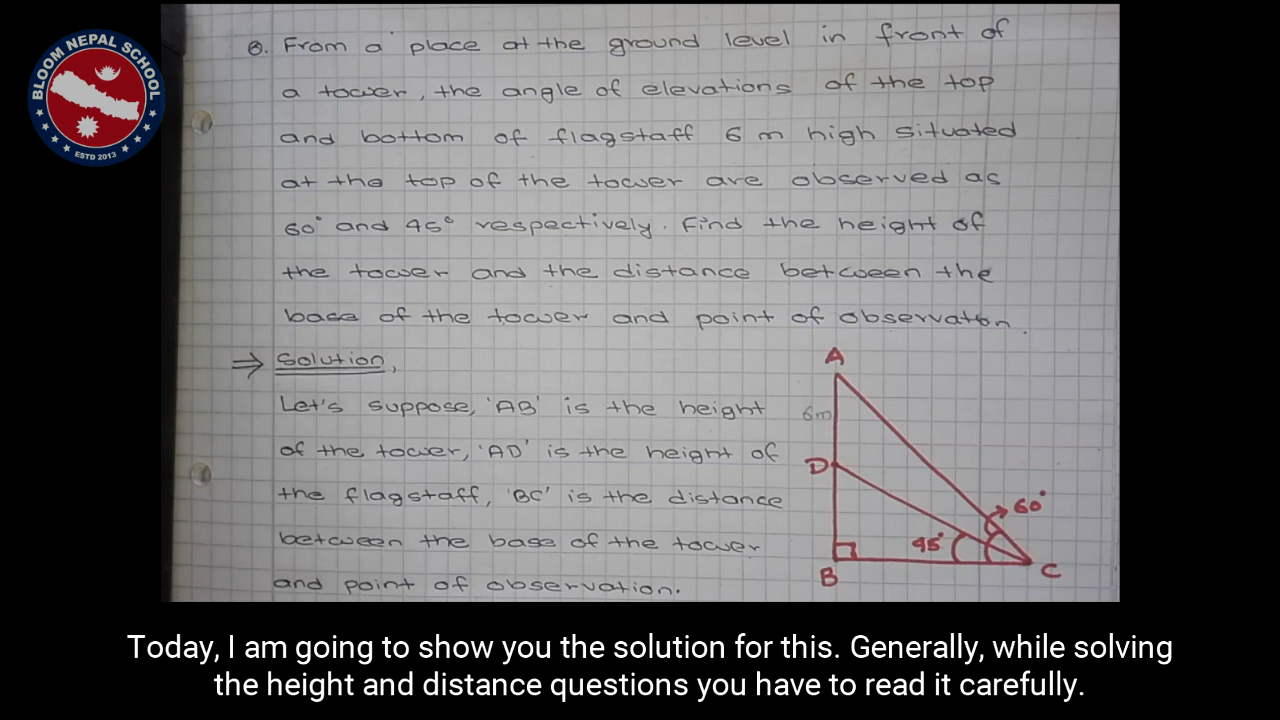 BLOOM NEPAL SCHOOL
ESTD 2013
Q. From a place at the ground level in front of
a tower, the angle of elevations of the top
and bottom of flagstaff 6 m high situated
at the top of the tower are observed as
60° and 45° respectively. Find the height of
the tower and the distance between the
base of the tower and point of observaton.
⇒ Solution,
Let's suppose, 'AB' is the height
of the tower, 'AD' is the height of
the flagstaff, 'BC' is the distance
between the base of the tower
and point of observation.
A
6m
D
60°
45°
B
C
Today, I am going to show you the solution for this. Generally, while solving
the height and distance questions you have to read it carefully.